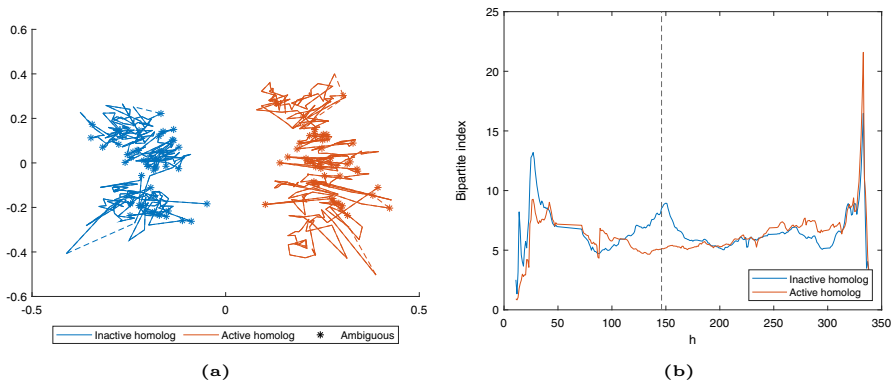 0.6
0.4
0.2
0
-0.2
-0.4
-0.6
-0.5
0
0.5
Inactive homolog
Active homolog
Ambiguous
(a)
25
20
15
10
5
0
Bipartite index
0
50
100
150
200
250
300
350
h
Inactive homolog
Active homolog
(b)